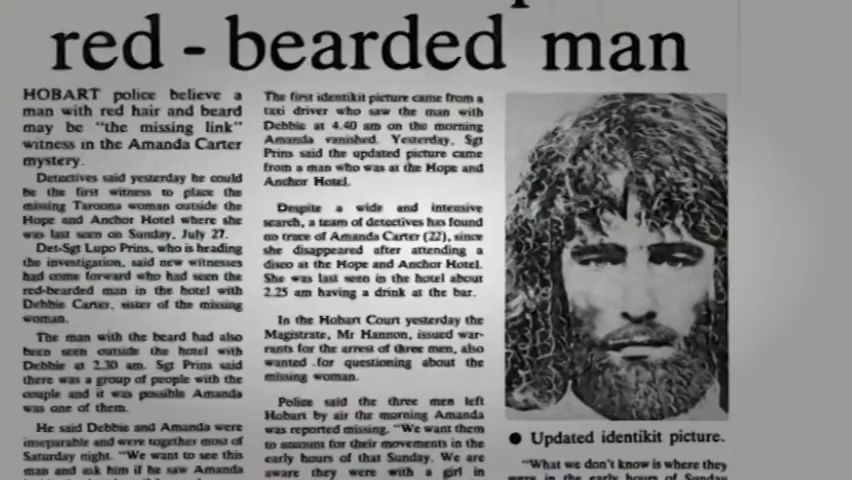 red - bearded man
HOBART police believe a
man with red hair and beard
may be "the missing link"
witness in the Amanda Carter
mystery.
Detectives said yesterday he could
be the first witness to place the
missing Taroona woman outside the
Hope and Anchor Hotel where she
was last seen on Sunday, July 27.
Det-Sgt Lupo Prins, who is heading
the investigation, said new witnesses
had come forward who had seen the
red-bearded man in the hotel with
Debbie Carter, sister of the missing
woman.
The man with the beard had also
been seen outside the hotel with
Debbie at 2.30 am. Sgt Prins said
there was a group of people with the
couple and it was possible Amanda
was one of them.
He said Debbie and Amanda were
inseparable and were together most of
Saturday night. "We want to see this
man and ask him if he saw Amanda
The first identikit picture came from a
taxi driver who saw the man with
Debbie at 4.40 am on the morning
Amanda vanished. Yesterday, Sgt
Prins said the updated picture came
from a man who was at the Hope and
Anchor Hotel.
Despite a wide and intensive
search, a team of detectives has found
no trace of Amanda Carter (22), since
she disappeared after attending a
disco at the Hope and Anchor Hotel.
She was last seen in the hotel about
2.25 am having a drink at the bar.
In the Hobart Court yesterday the
Magistrate, Mr Hannon, issued war-
rants for the arrest of three men, also
wanted for questioning about the
missing woman.
Police said the three men left
Hobart by air the morning Amanda
was reported missing. "We want them
to account for their movements in the
early hours of that Sunday. We are
aware they were with a girl in
● Updated identikit picture.
"What we don't know is where they
were in the early hours of Sunday